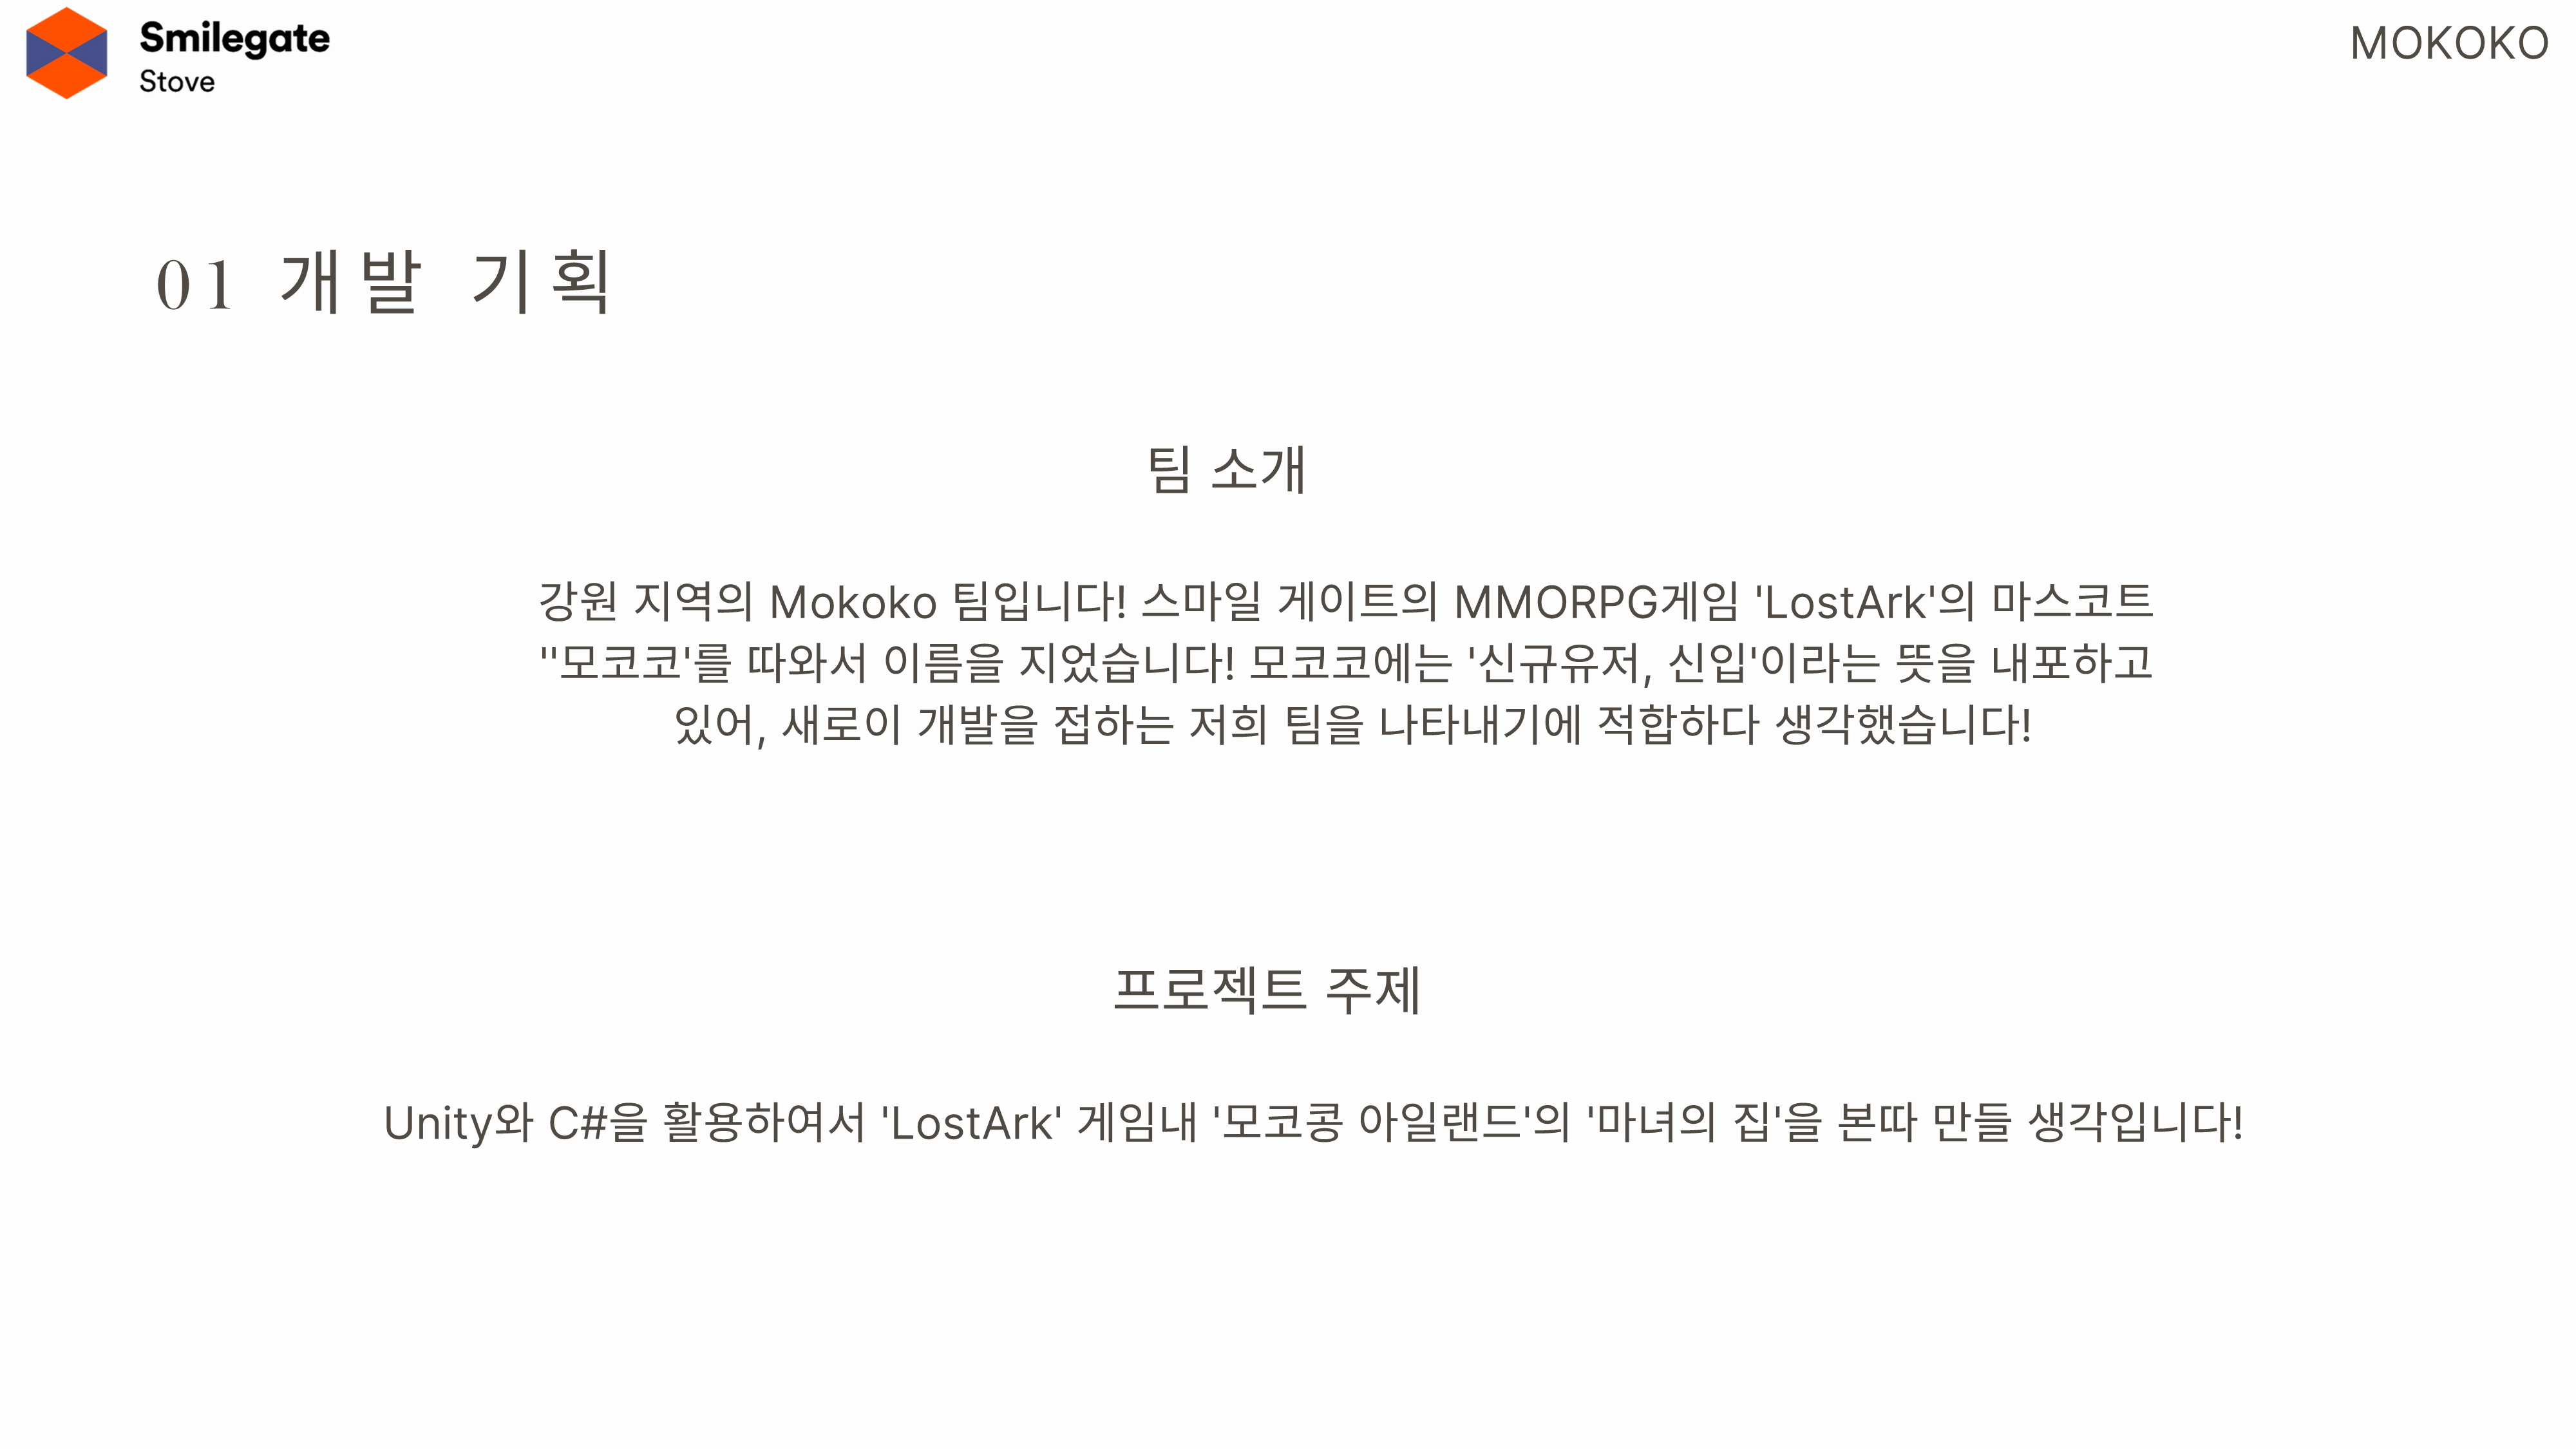 Smilegate
Stove
MOKOKO
01 개발 기획
팀 소개
강원 지역의 Mokoko 팀입니다! 스마일 게이트의 MMORPG게임 'LostArk'의 마스코트
''모코코'를 따와서 이름을 지었습니다! 모코코에는 '신규유저, 신입'이라는 뜻을 내포하고
있어, 새로이 개발을 접하는 저희 팀을 나타내기에 적합하다 생각했습니다!
프로젝트 주제
Unity와 C#을 활용하여서 'LostArk' 게임내 '모코콩 아일랜드'의 '마녀의 집'을 본따 만들 생각입니다!